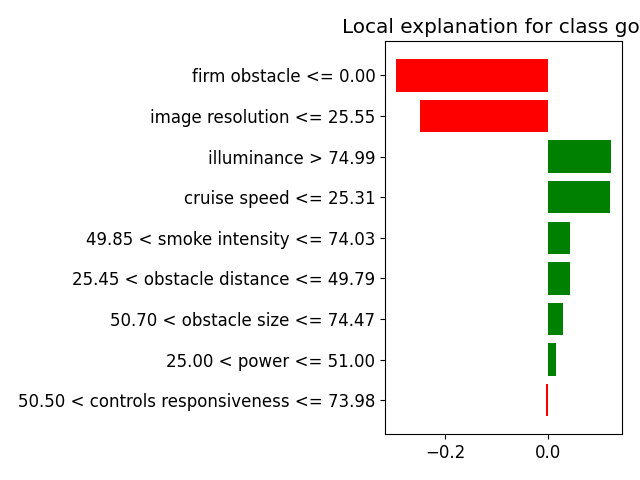 Local explanation for class go
firm obstacle <= 0.00
image resolution <= 25.55
illuminance > 74.99
cruise speed <= 25.31
49.85 < smoke intensity <= 74.03
25.45 < obstacle distance <= 49.79
50.70 < obstacle size <= 74.47
25.00 < power <= 51.00
50.50 < controls responsiveness <= 73.98
−0.2 0.0